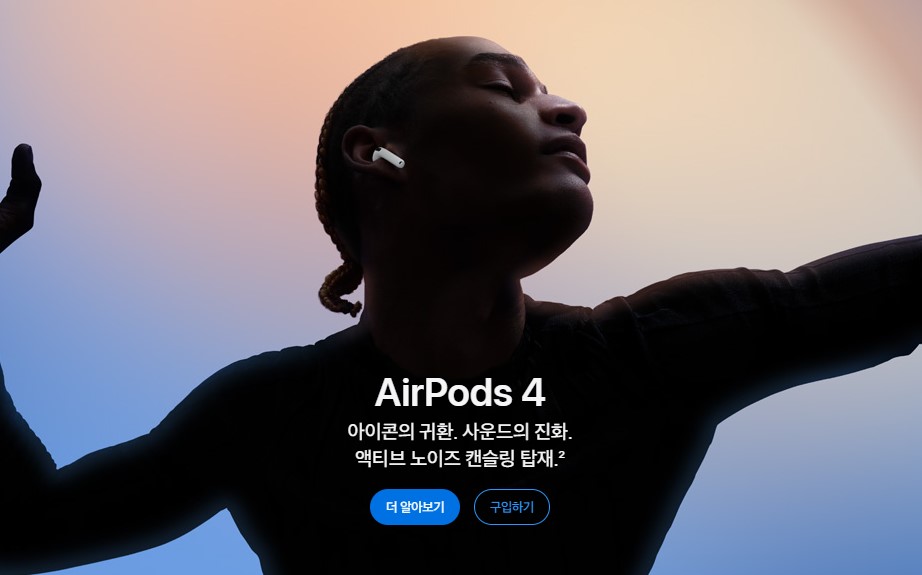 AirPods 4
아이콘의 귀환. 사운드의 진화.
액티브 노이즈 캔슬링 탑재.²
더 알아보기
구입하기